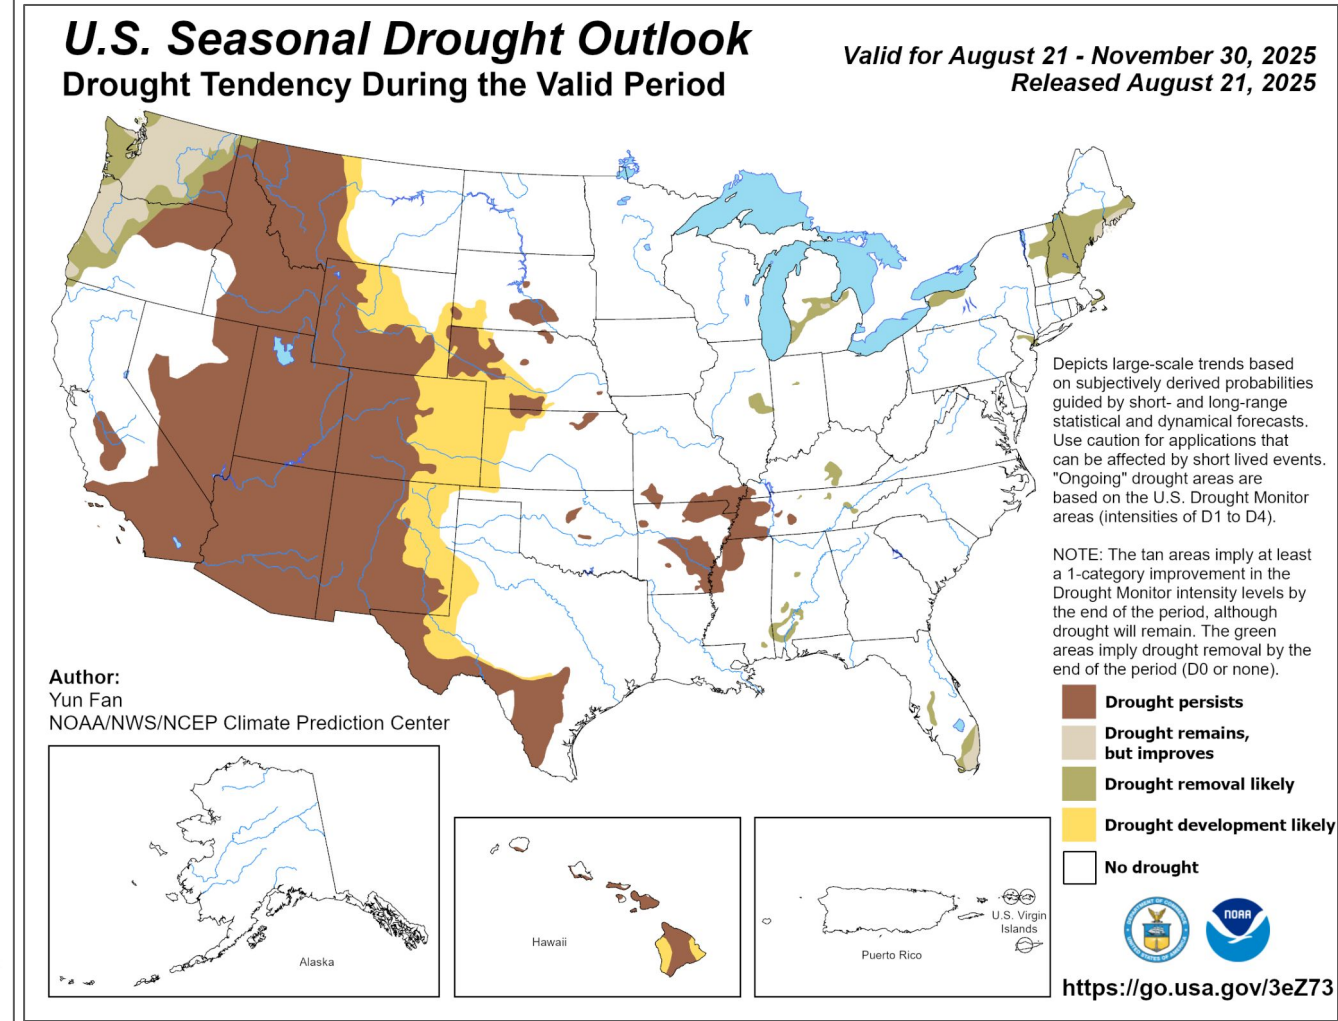 U.S. Seasonal Drought Outlook
Drought Tendency During the Valid Period
Valid for August 21 - November 30, 2025
Released August 21, 2025
Depicts large-scale trends based
on subjectively derived probabilities
guided by short- and long-range
statistical and dynamical forecasts.
Use caution for applications that
can be affected by short lived events.
"Ongoing" drought areas are
based on the U.S. Drought Monitor
areas (intensities of D1 to D4).
NOTE: The tan areas imply at least
a 1-category improvement in the
Drought Monitor intensity levels by
the end of the period, although
drought will remain. The green
areas imply drought removal by the
end of the period (D0 or none).
Author:
Yun Fan
NOAA/NWS/NCEP Climate Prediction Center
Drought persists
Drought remains,
but improves
Drought removal likely
Drought development likely
No drought
Alaska
Hawaii
Puerto Rico
U.S. Virgin
Islands
DEPARTMENT OF COMMERCE
UNITED STATES OF AMERICA
NOAA
https://go.usa.gov/3eZ73